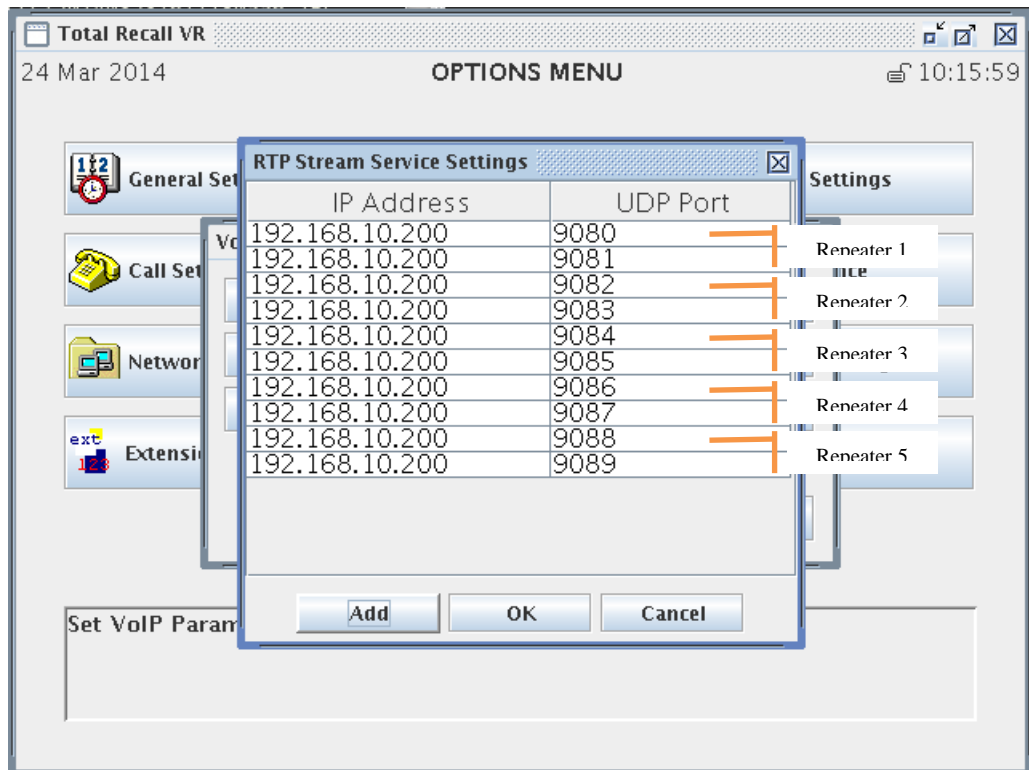 Total Recall VR
24 Mar 2014 OPTIONS MENU 10:15:59
General Set
Settings
Call Set
Networ
ext
123
Extensi
RTP Stream Service Settings
IP Address UDP Port
192.168.10.200 9080
192.168.10.200 9081
192.168.10.200 9082
192.168.10.200 9083
192.168.10.200 9084
192.168.10.200 9085
192.168.10.200 9086
192.168.10.200 9087
192.168.10.200 9088
192.168.10.200 9089
Repeater 1
Repeater 2
Repeater 3
Repeater 4
Repeater 5
Add OK Cancel
Set VoIP Param